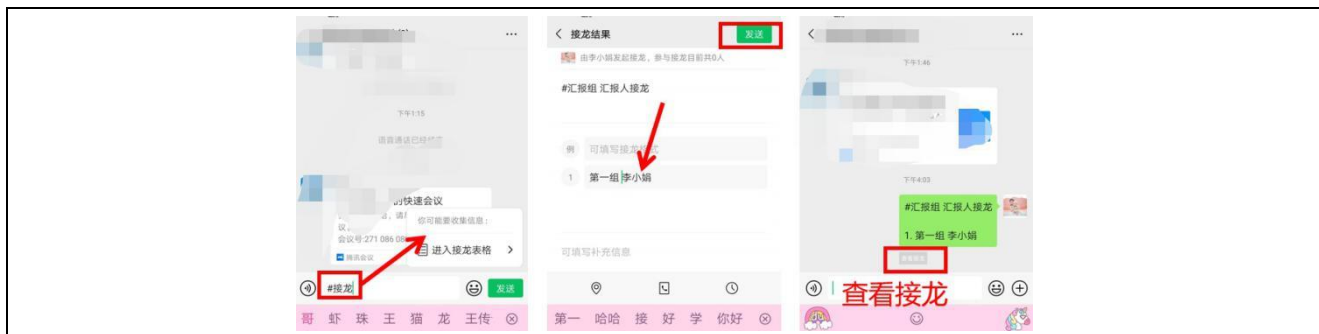 下午1:15
的快速会议
你可能要收集信息:
会议号:271 086 08
进入接龙表格
腾讯会议
#接龙
发送
哥 虾 珠 王 猫 龙 王传
接龙结果
发送
由李小娟发起接龙，参与接龙目前共0人
#汇报组 汇报人接龙
例 可填写接龙格式
1 第一组 李小娟
可填写补充信息
第一 哈哈 接 好 学 你好
下午1:46
下午4:03
#汇报组 汇报人接龙
1. 第一组 李小娟
查看接龙